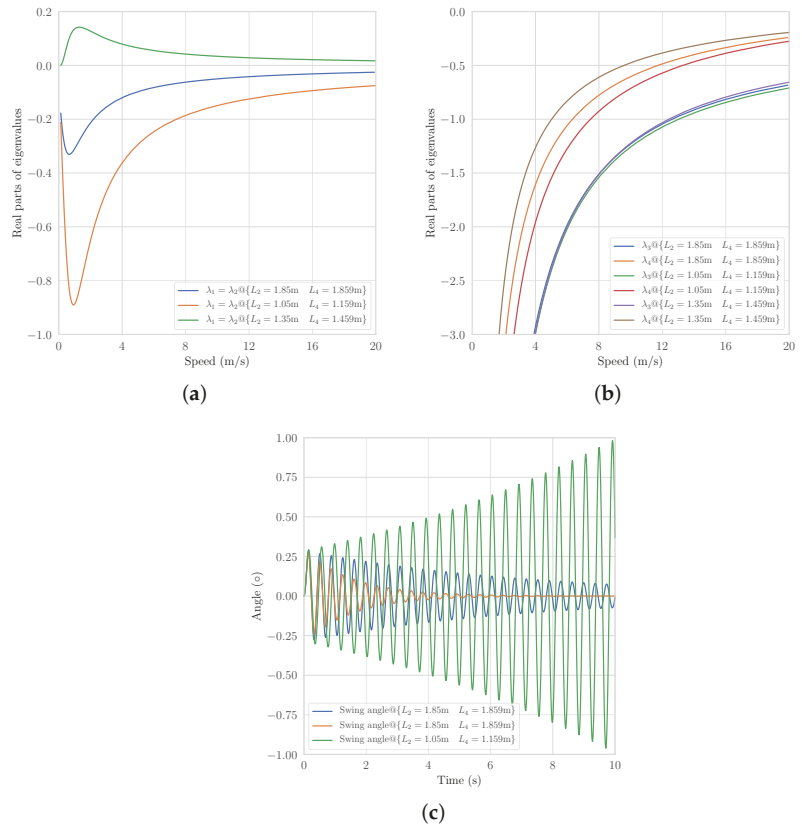 0.4
0.2
0.0
−0.2
−0.4
−0.6
−0.8
−1.0
Real parts of eigenvalues
0
4
8
12
16
20
Speed (m/s)
λ₁ = λ₂@{L₂ = 1.85m L₄ = 1.859m}
λ₁ = λ₂@{L₂ = 1.05m L₄ = 1.159m}
λ₁ = λ₂@{L₂ = 1.35m L₄ = 1.459m}
(a)
0.0
−0.5
−1.0
−1.5
−2.0
−2.5
−3.0
Real parts of eigenvalues
0
4
8
12
16
20
Speed (m/s)
λ₃@{L₂ = 1.85m L₄ = 1.859m}
λ₄@{L₂ = 1.85m L₄ = 1.859m}
λ₃@{L₂ = 1.05m L₄ = 1.159m}
λ₄@{L₂ = 1.05m L₄ = 1.159m}
λ₃@{L₂ = 1.35m L₄ = 1.459m}
λ₄@{L₂ = 1.35m L₄ = 1.459m}
(b)
1.00
0.75
0.50
0.25
0.00
−0.25
−0.50
−0.75
−1.00
Angle (○)
0
2
4
6
8
10
Time (s)
Swing angle@{L₂ = 1.85m L₄ = 1.859m}
Swing angle@{L₂ = 1.85m L₄ = 1.859m}
Swing angle@{L₂ = 1.05m L₄ = 1.159m}
(c)